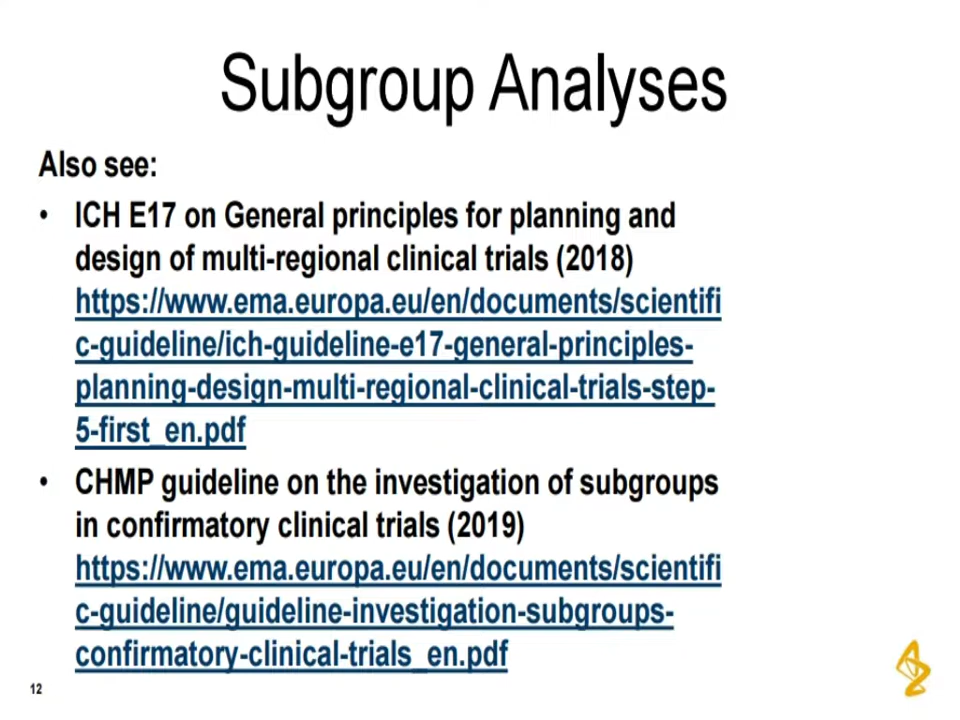 Subgroup Analyses
Also see:
• ICH E17 on General principles for planning and
design of multi-regional clinical trials (2018)
https://www.ema.europa.eu/en/documents/scientifi
c-guideline/ich-guideline-e17-general-principles-
planning-design-multi-regional-clinical-trials-step-
5-first_en.pdf
• CHMP guideline on the investigation of subgroups
in confirmatory clinical trials (2019)
https://www.ema.europa.eu/en/documents/scientifi
c-guideline/guideline-investigation-subgroups-
confirmatory-clinical-trials_en.pdf
12